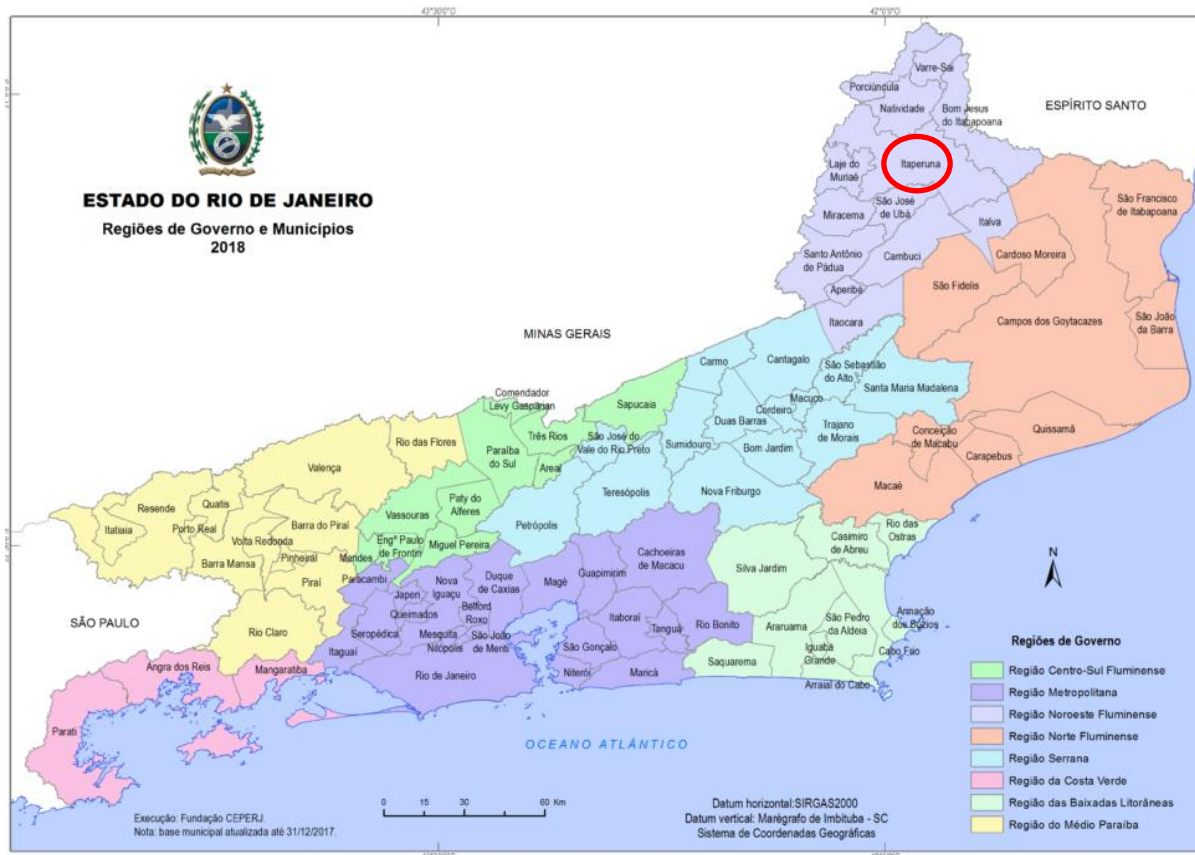 43°30'0"O
42°0'0"O
ESTADO DO RIO DE JANEIRO
Regiões de Governo e Municípios
2018
MINAS GERAIS
ESPÍRITO SANTO
SÃO PAULO
OCEANO ATLÂNTICO
Varre-Sai
Porciúncula
Natividade
Bom Jesus
do Itabapoana
Itaperuna
Laje do
Muriaé
São José
de Ubá
Miracema
Italva
Santo Antônio
de Pádua
Cambuci
Aperibé
Itaocara
São Francisco
de Itabapoana
Cardoso Moreira
São Fidelis
Campos dos Goytacazes
São João
da Barra
Conceição
de Macabu
Quissamã
Carapebus
Macaé
Carmo
Cantagalo
São Sebastião
do Alto
Santa Maria Madalena
Macuco
Cordeiro
Duas Barras
Trajano
de Morais
Sumidouro
Bom Jardim
Nova Friburgo
Teresópolis
Petrópolis
Comendador
Levy Gasparian
Sapucaia
Três Rios
São José do
Vale do Rio Preto
Paraíba
do Sul
Areal
Paty do
Alferes
Vassouras
Engº Paulo
de Frontin
Miguel Pereira
Mendes
Rio das Flores
Valença
Resende
Quatis
Itatiaia
Porto Real
Barra do Piraí
Volta Redonda
Pinheiral
Barra Mansa
Piraí
Rio Claro
Angra dos Reis
Mangaratiba
Parati
Paracambi
Japeri
Nova
Iguaçu
Duque
de Caxias
Magé
Guapimirim
Cachoeiras
de Macacu
Queimados
Belford
Roxo
Seropédica
Mesquita
Nilópolis
São João
de Meriti
Itaguaí
Rio de Janeiro
Itaboraí
Tanguá
Rio Bonito
São Gonçalo
Niterói
Maricá
Silva Jardim
Casimiro
de Abreu
Rio das
Ostras
Araruama
São Pedro
da Aldeia
Armação
dos Búzios
Iguaba
Grande
Cabo Frio
Saquarema
Arraial do Cabo
N
Regiões de Governo
Região Centro-Sul Fluminense
Região Metropolitana
Região Noroeste Fluminense
Região Norte Fluminense
Região Serrana
Região da Costa Verde
Região das Baixadas Litorâneas
Região do Médio Paraíba
0 15 30 60 Km
Execução: Fundação CEPERJ.
Nota: base municipal atualizada até 31/12/2017.
Datum horizontal:SIRGAS2000
Datum vertical: Marégrafo de Imbituba - SC
Sistema de Coordenadas Geográficas